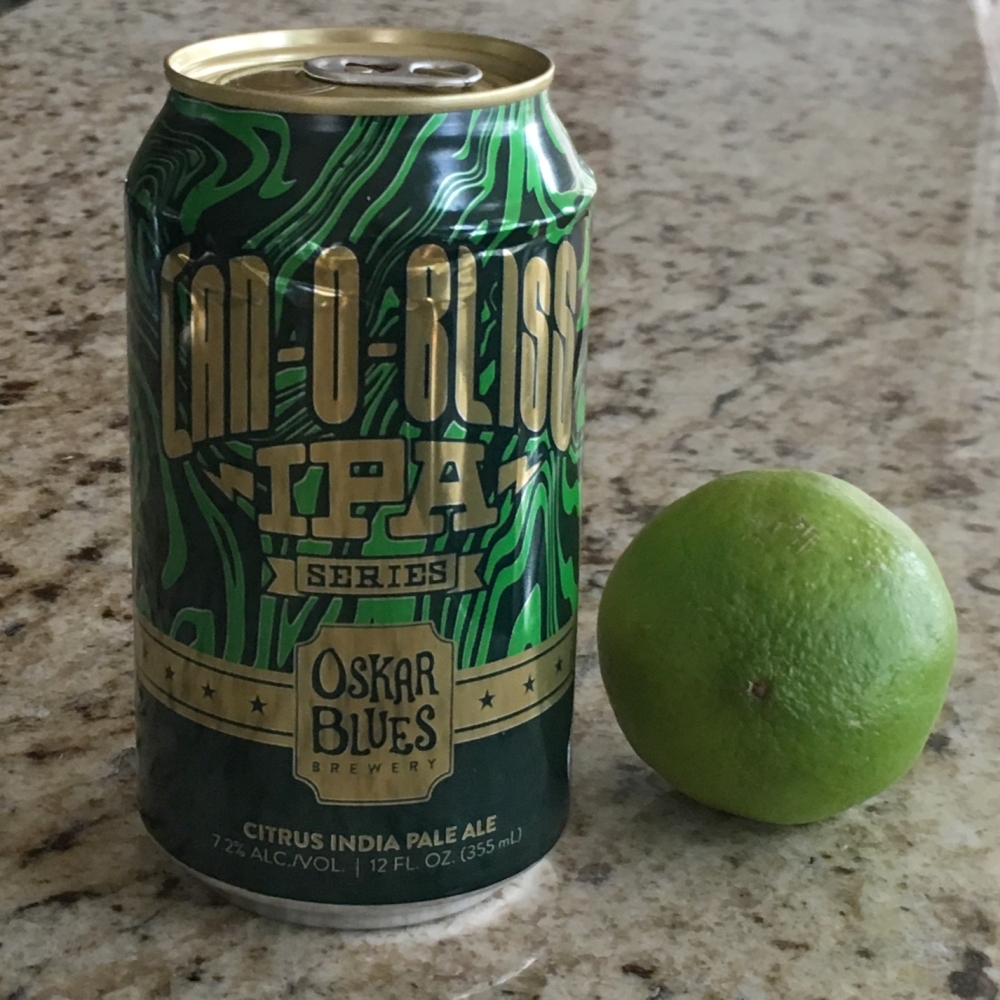 CAN-O-BLISS
IPA
SERIES
OSKAR
BLUES
BREWERY
CITRUS INDIA PALE ALE
7.2% ALC./VOL. | 12 FL. OZ. (355 mL)